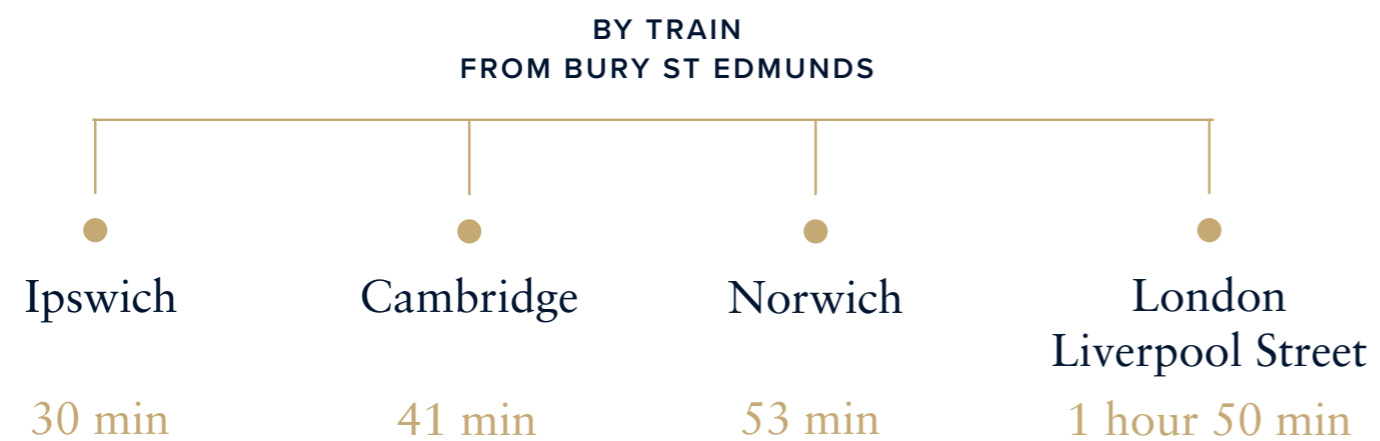 BY TRAIN
FROM BURY ST EDMUNDS
Ipswich
30 min
Cambridge
41 min
Norwich
53 min
London
Liverpool Street
1 hour 50 min